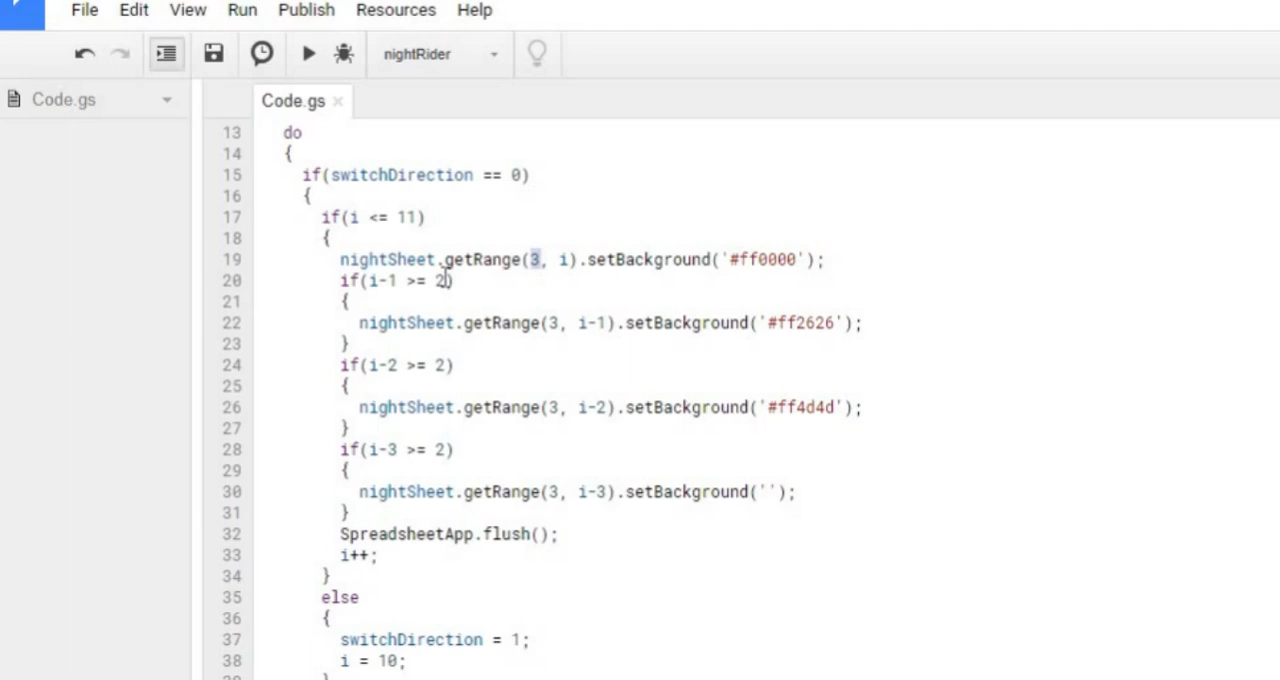 File Edit View Run Publish Resources Help
nightRider
Code.gs
Code.gs ×
13 do
14 {
15 if(switchDirection == 0)
16 {
17 if(i <= 11)
18 {
19 nightSheet.getRange(3, i).setBackground('#ff0000');
20 if(i-1 >= 2)
21 {
22 nightSheet.getRange(3, i-1).setBackground('#ff2626');
23 }
24 if(i-2 >= 2)
25 {
26 nightSheet.getRange(3, i-2).setBackground('#ff4d4d');
27 }
28 if(i-3 >= 2)
29 {
30 nightSheet.getRange(3, i-3).setBackground('');
31 }
32 SpreadsheetApp.flush();
33 i++;
34 }
35 else
36 {
37 switchDirection = 1;
38 i = 10;